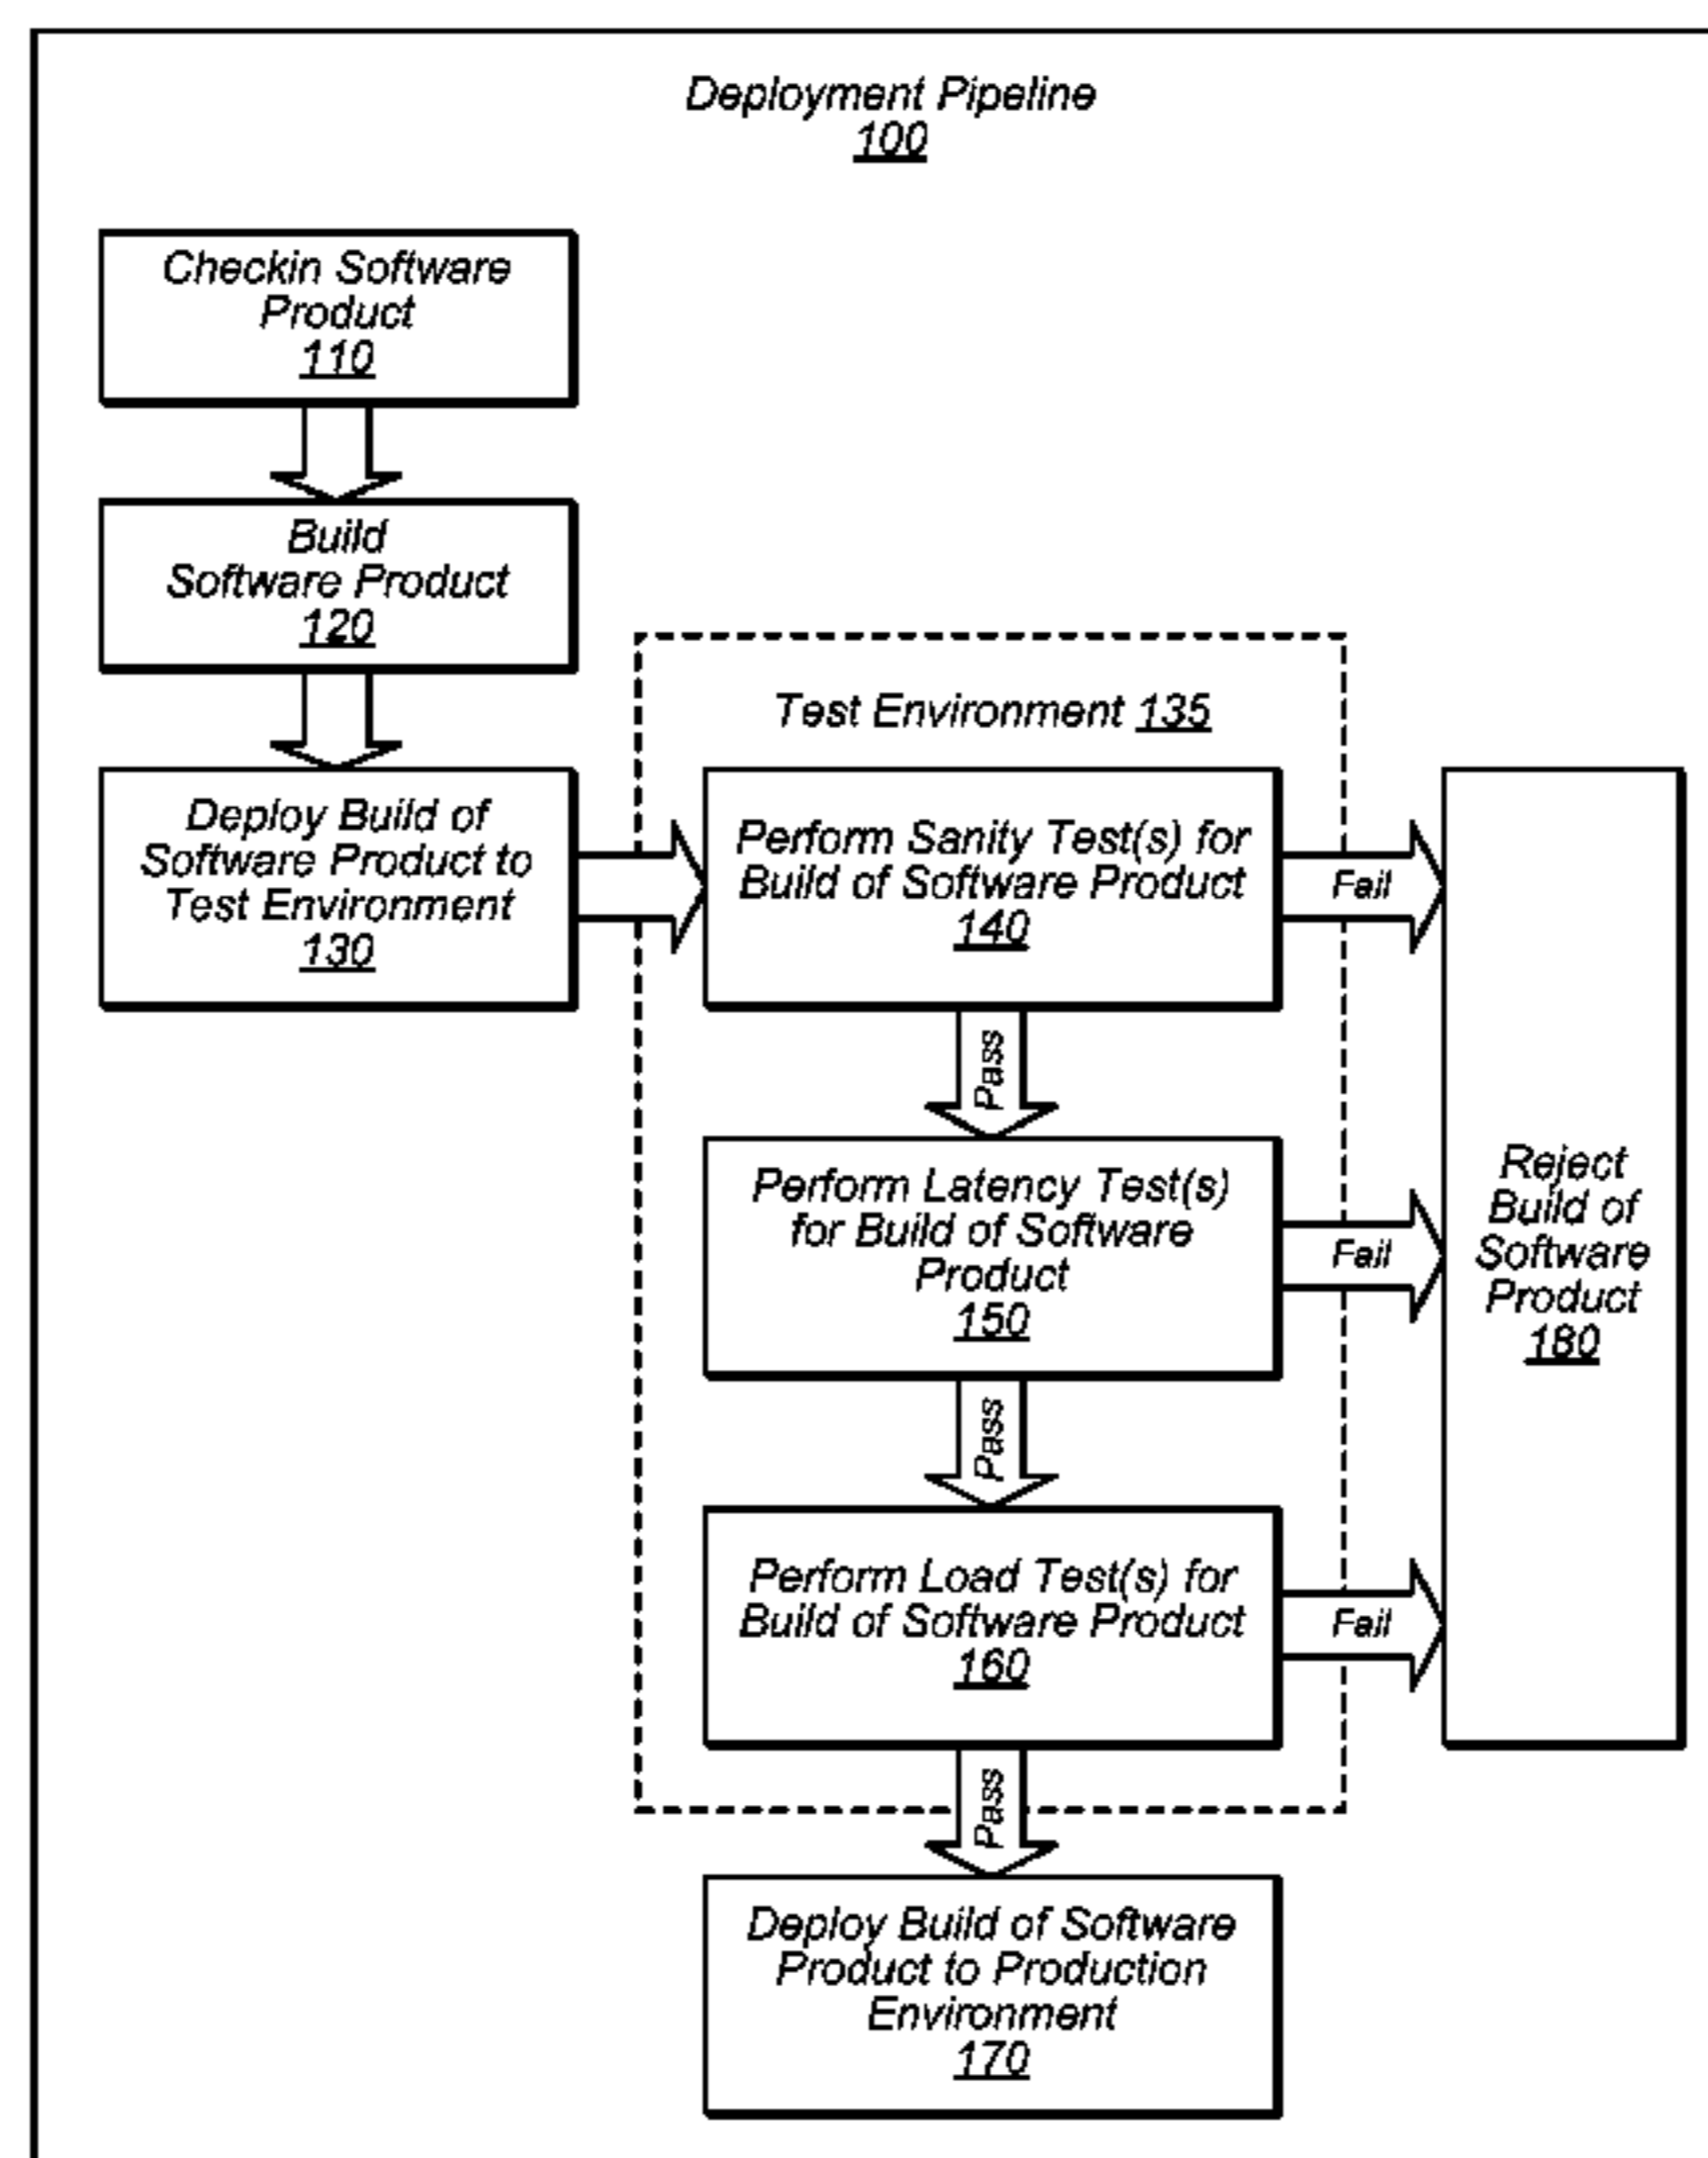 Deployment Pipeline
100
Checkin Software
Product
110
Build
Software Product
120
Deploy Build of
Software Product to
Test Environment
130
Test Environment 135
Perform Sanity Test(s) for
Build of Software Product
140
Fail
Pass
Perform Latency Test(s)
for Build of Software
Product
150
Fail
Pass
Perform Load Test(s) for
Build of Software Product
160
Fail
Pass
Reject
Build of
Software
Product
180
Deploy Build of Software
Product to Production
Environment
170